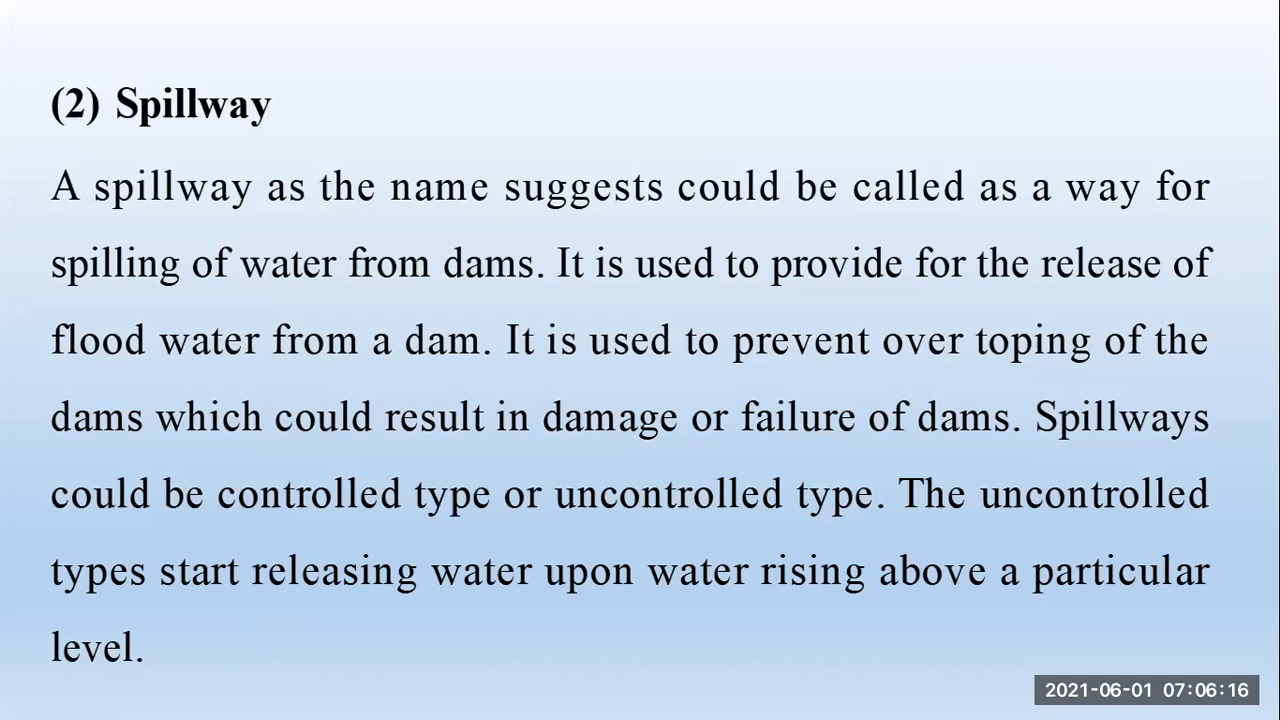 (2) Spillway
A spillway as the name suggests could be called as a way for
spilling of water from dams. It is used to provide for the release of
flood water from a dam. It is used to prevent over toping of the
dams which could result in damage or failure of dams. Spillways
could be controlled type or uncontrolled type. The uncontrolled
types start releasing water upon water rising above a particular
level.
2021-06-01 07:06:16